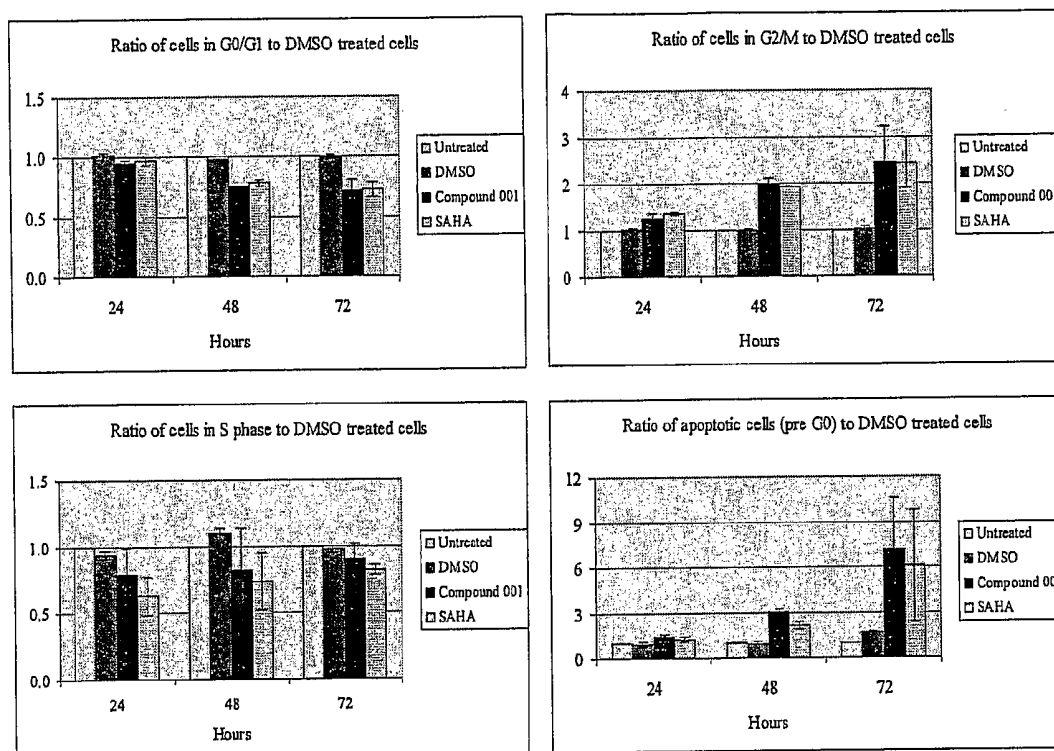 Ratio of cells in G0/G1 to DMSO treated cells
1.5
1.0
0.5
0.0
24 48 72
Hours
Untreated
DMSO
Compound 001
SAHA
Ratio of cells in G2/M to DMSO treated cells
4
3
2
1
0
24 48 72
Hours
Untreated
DMSO
Compound 00
SAHA
Ratio of cells in S phase to DMSO treated cells
1.5
1.0
0.5
0.0
24 48 72
Hours
Untreated
DMSO
Compound 001
SAHA
Ratio of apoptotic cells (pre G0) to DMSO treated cells
12
9
6
3
0
24 48 72
Hours
Untreated
DMSO
Compound 00
SAHA